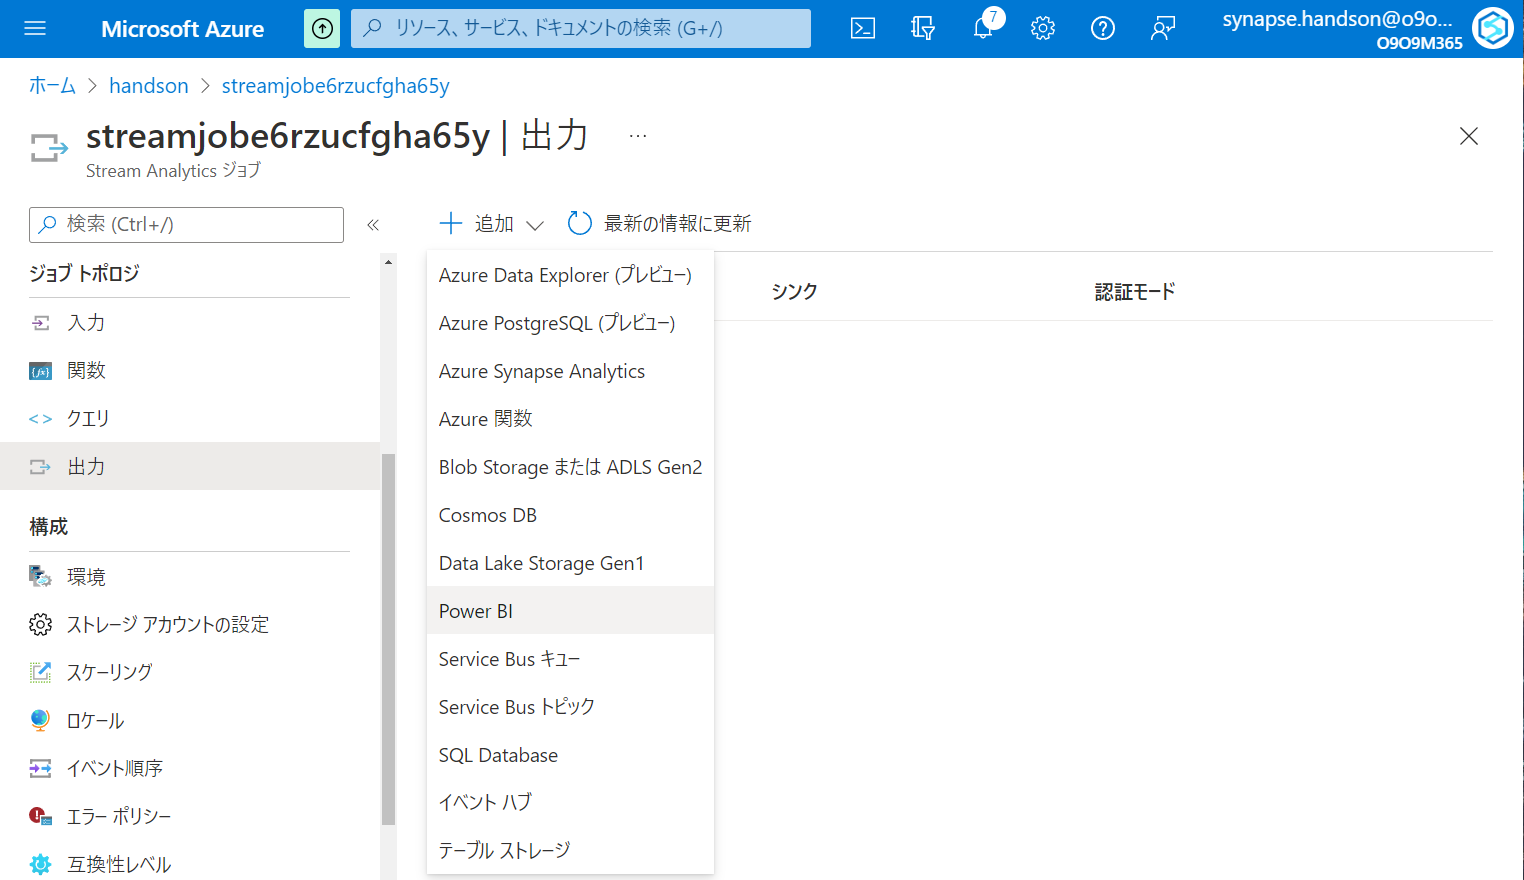 Microsoft Azure
リソース、サービス、ドキュメントの検索 (G+/)
7
synapse.handson@o9o...
O9O9M365
ホーム > handson > streamjobe6rzucfgha65y
streamjobe6rzucfgha65y | 出力 ...
Stream Analytics ジョブ
検索 (Ctrl+/)
«
追加
最新の情報に更新
ジョブ トポロジ
入力
関数
クエリ
出力
構成
環境
ストレージ アカウントの設定
スケーリング
ロケール
イベント順序
エラー ポリシー
互換性レベル
Azure Data Explorer (プレビュー)
Azure PostgreSQL (プレビュー)
Azure Synapse Analytics
Azure 関数
Blob Storage または ADLS Gen2
Cosmos DB
Data Lake Storage Gen1
Power BI
Service Bus キュー
Service Bus トピック
SQL Database
イベント ハブ
テーブル ストレージ
シンク
認証モード